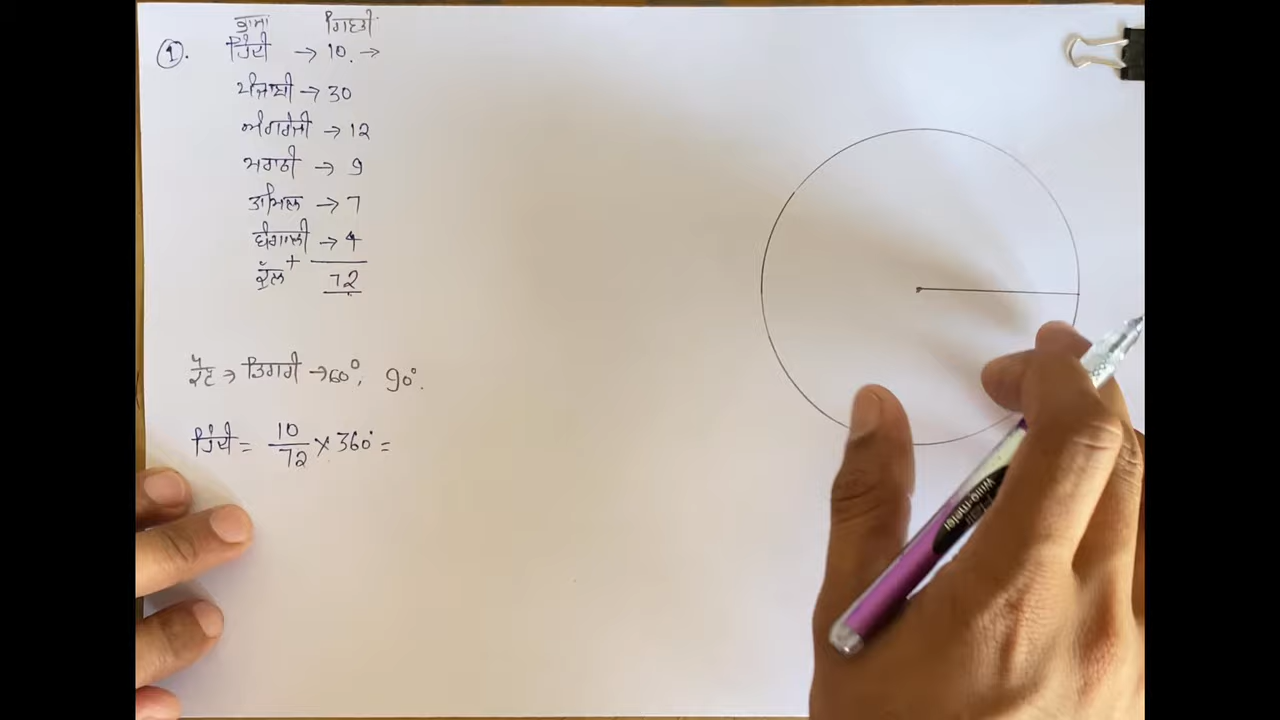 ਭਾਸਾ ਗਿਣਤੀ
①. ਹਿੰਦੀ → 10. →
ਪੰਜਾਬੀ → 30
ਅੰਗਰੇਜੀ → 12
ਮਰਾਠੀ → 9
ਤਾਮਿਲ → 7
ਬੰਗਾਲੀ → 4
ਕੁੱਲ + 72
ਕੋਣ → ਡਿਗਰੀ → 60°, 90°.
ਹਿੰਦੀ = 10/72 × 360° =